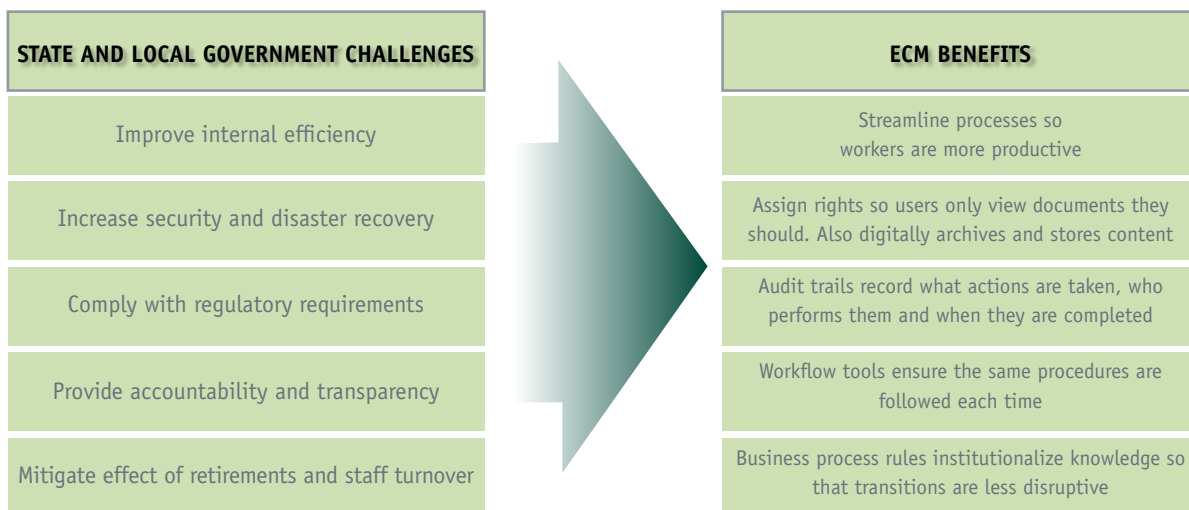 STATE AND LOCAL GOVERNMENT CHALLENGES
Improve internal efficiency
Increase security and disaster recovery
Comply with regulatory requirements
Provide accountability and transparency
Mitigate effect of retirements and staff turnover
ECM BENEFITS
Streamline processes so
workers are more productive
Assign rights so users only view documents they
should. Also digitally archives and stores content
Audit trails record what actions are taken, who
performs them and when they are completed
Workflow tools ensure the same procedures are
followed each time
Business process rules institutionalize knowledge so
that transitions are less disruptive